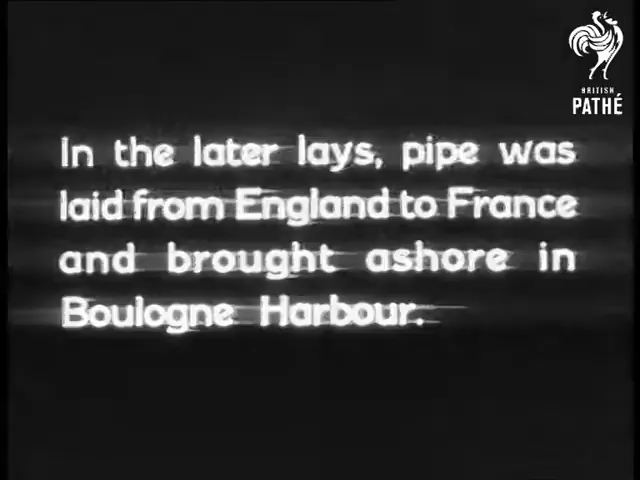 BRITISH
PATHÉ
In the later lays, pipe was
laid from England to France
and brought ashore in
Boulogne Harbour.